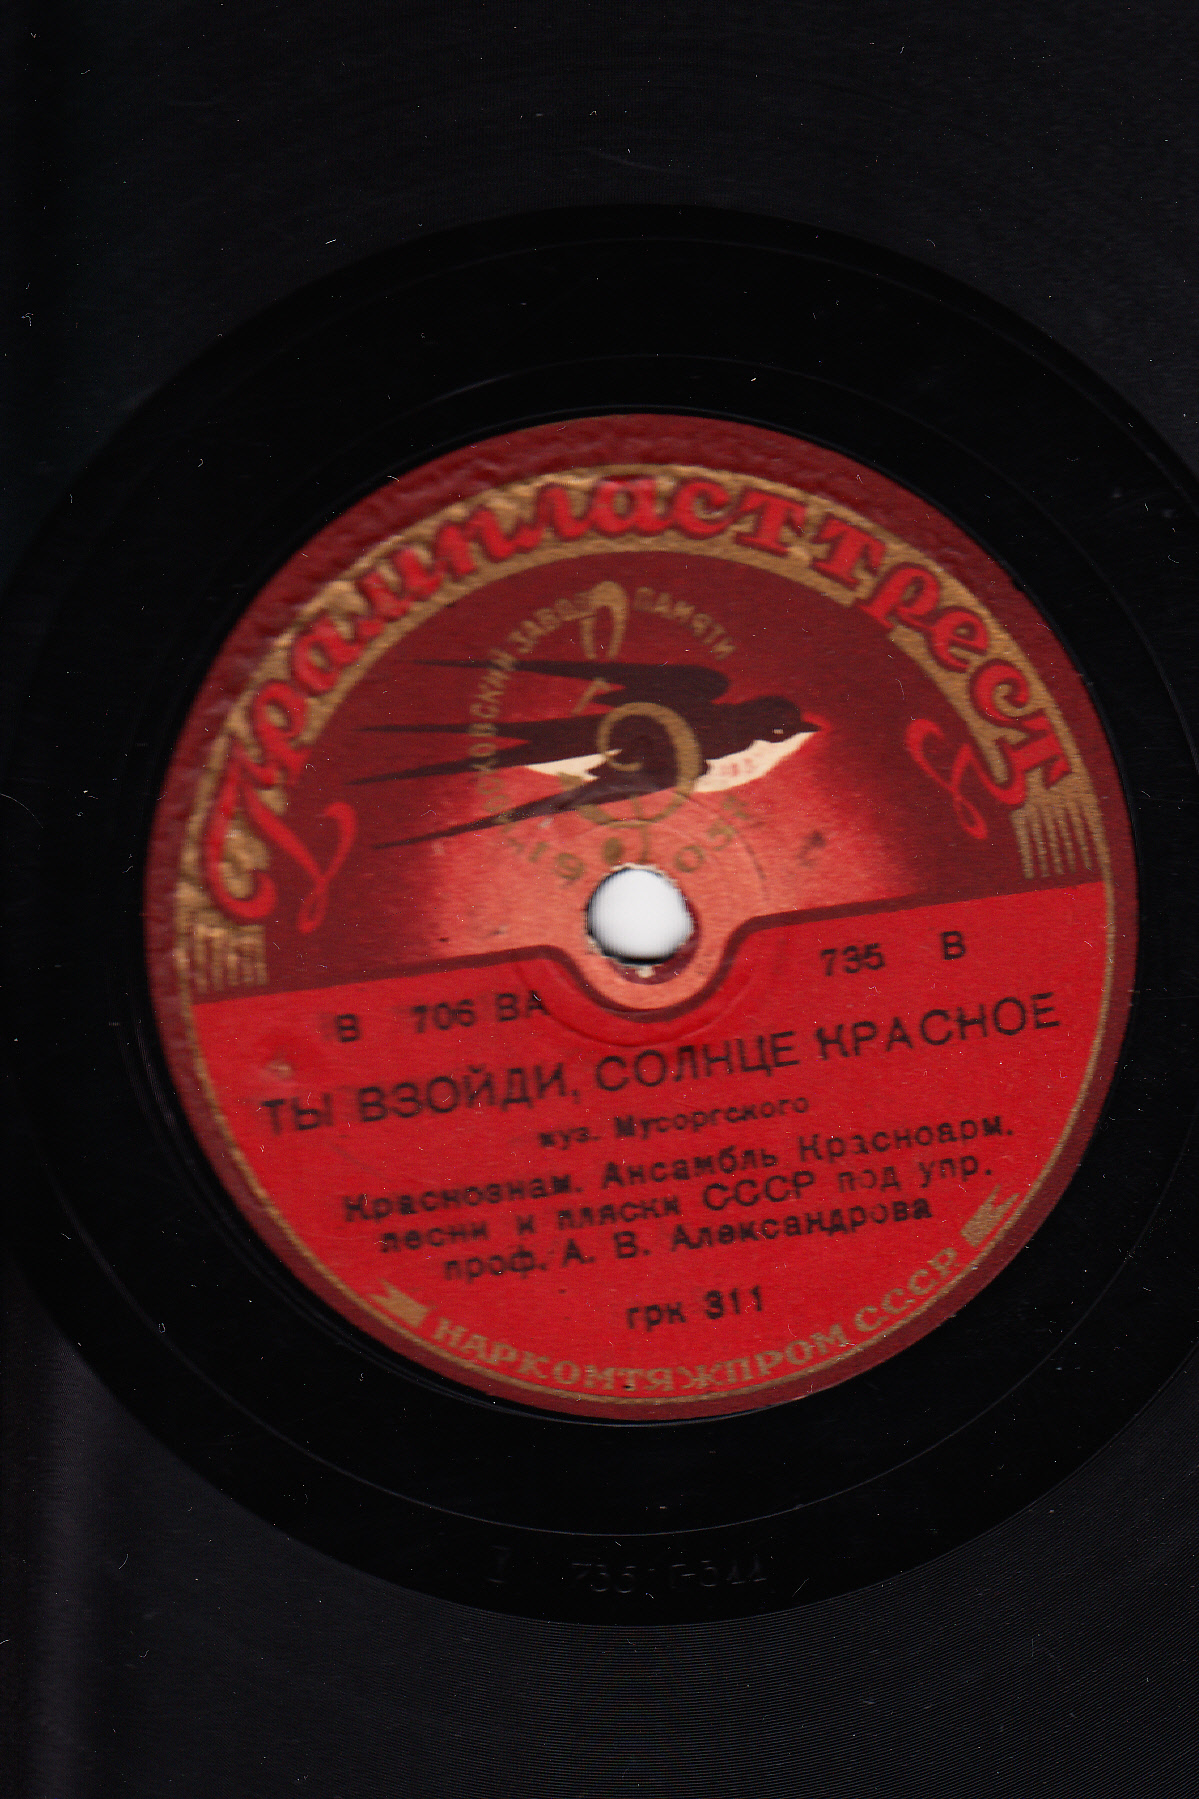 Грампласттрест
ЗАВОД ПАМЯТИ
В 706 ВА 735 В
ТЫ ВЗОЙДИ, СОЛНЦЕ КРАСНОЕ
муз. Мусоргского
Краснознам. Ансамбль Красноарм.
песни и пляски СССР под упр.
проф. А. В. Александрова
грк 311
НАРКОМТЯЖПРОМ СССР